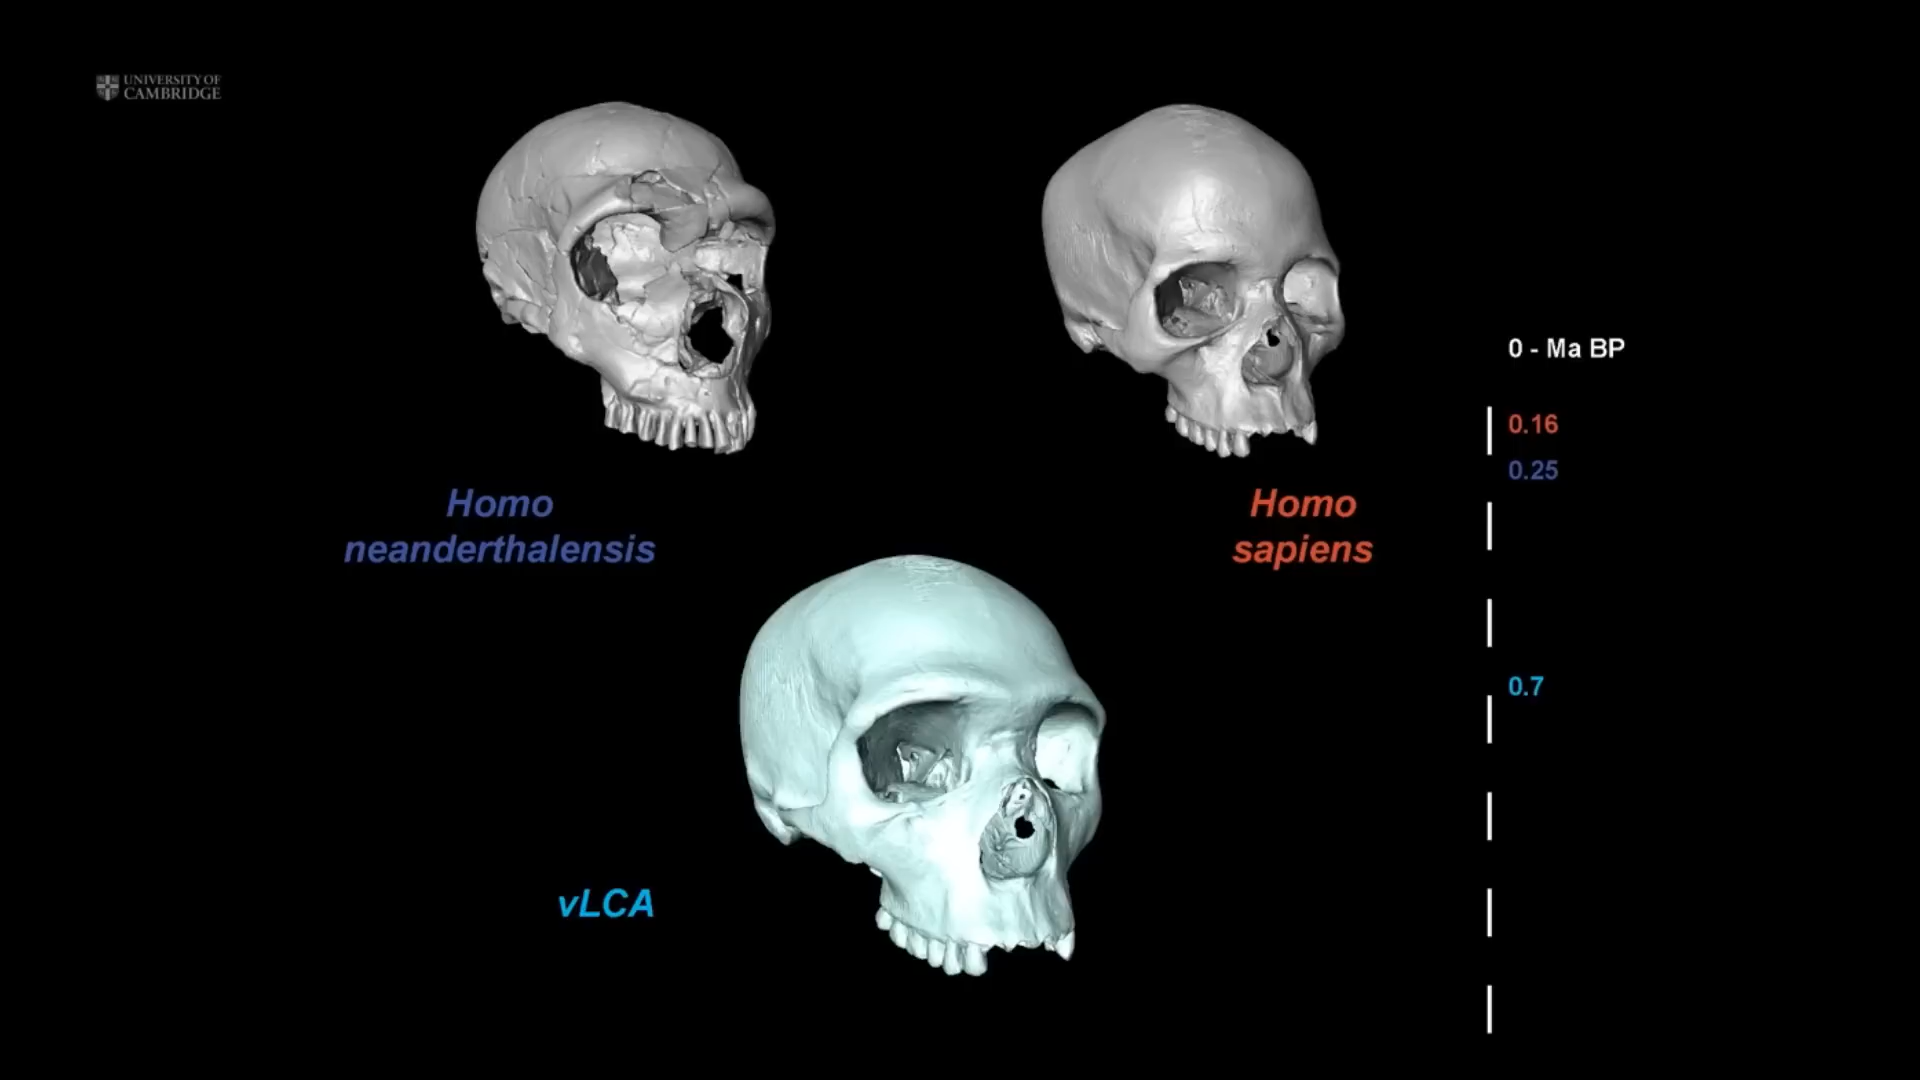 UNIVERSITY OF
CAMBRIDGE
Homo
neanderthalensis
Homo
sapiens
vLCA
0 - Ma BP
0.16
0.25
0.7